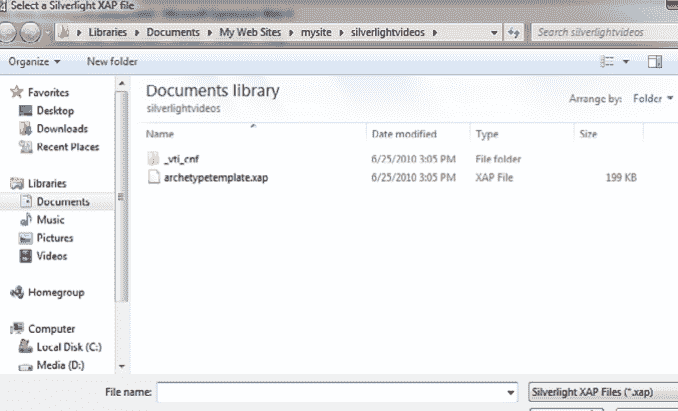 Select a Silverlight XAP file
Libraries Documents My Web Sites mysite silverlightvideos Search silverlightvideos
Organize New folder
Favorites
Desktop
Downloads
Recent Places
Libraries
Documents
Music
Pictures
Videos
Homegroup
Computer
Local Disk (C:)
Media (D:)
Documents library
silverlightvideos
Arrange by: Folder
Name Date modified Type Size
_vti_cnf 6/25/2010 3:05 PM File folder
archetypetemplate.xap 6/25/2010 3:05 PM XAP File 199 KB
File name: Silverlight XAP Files (*.xap)